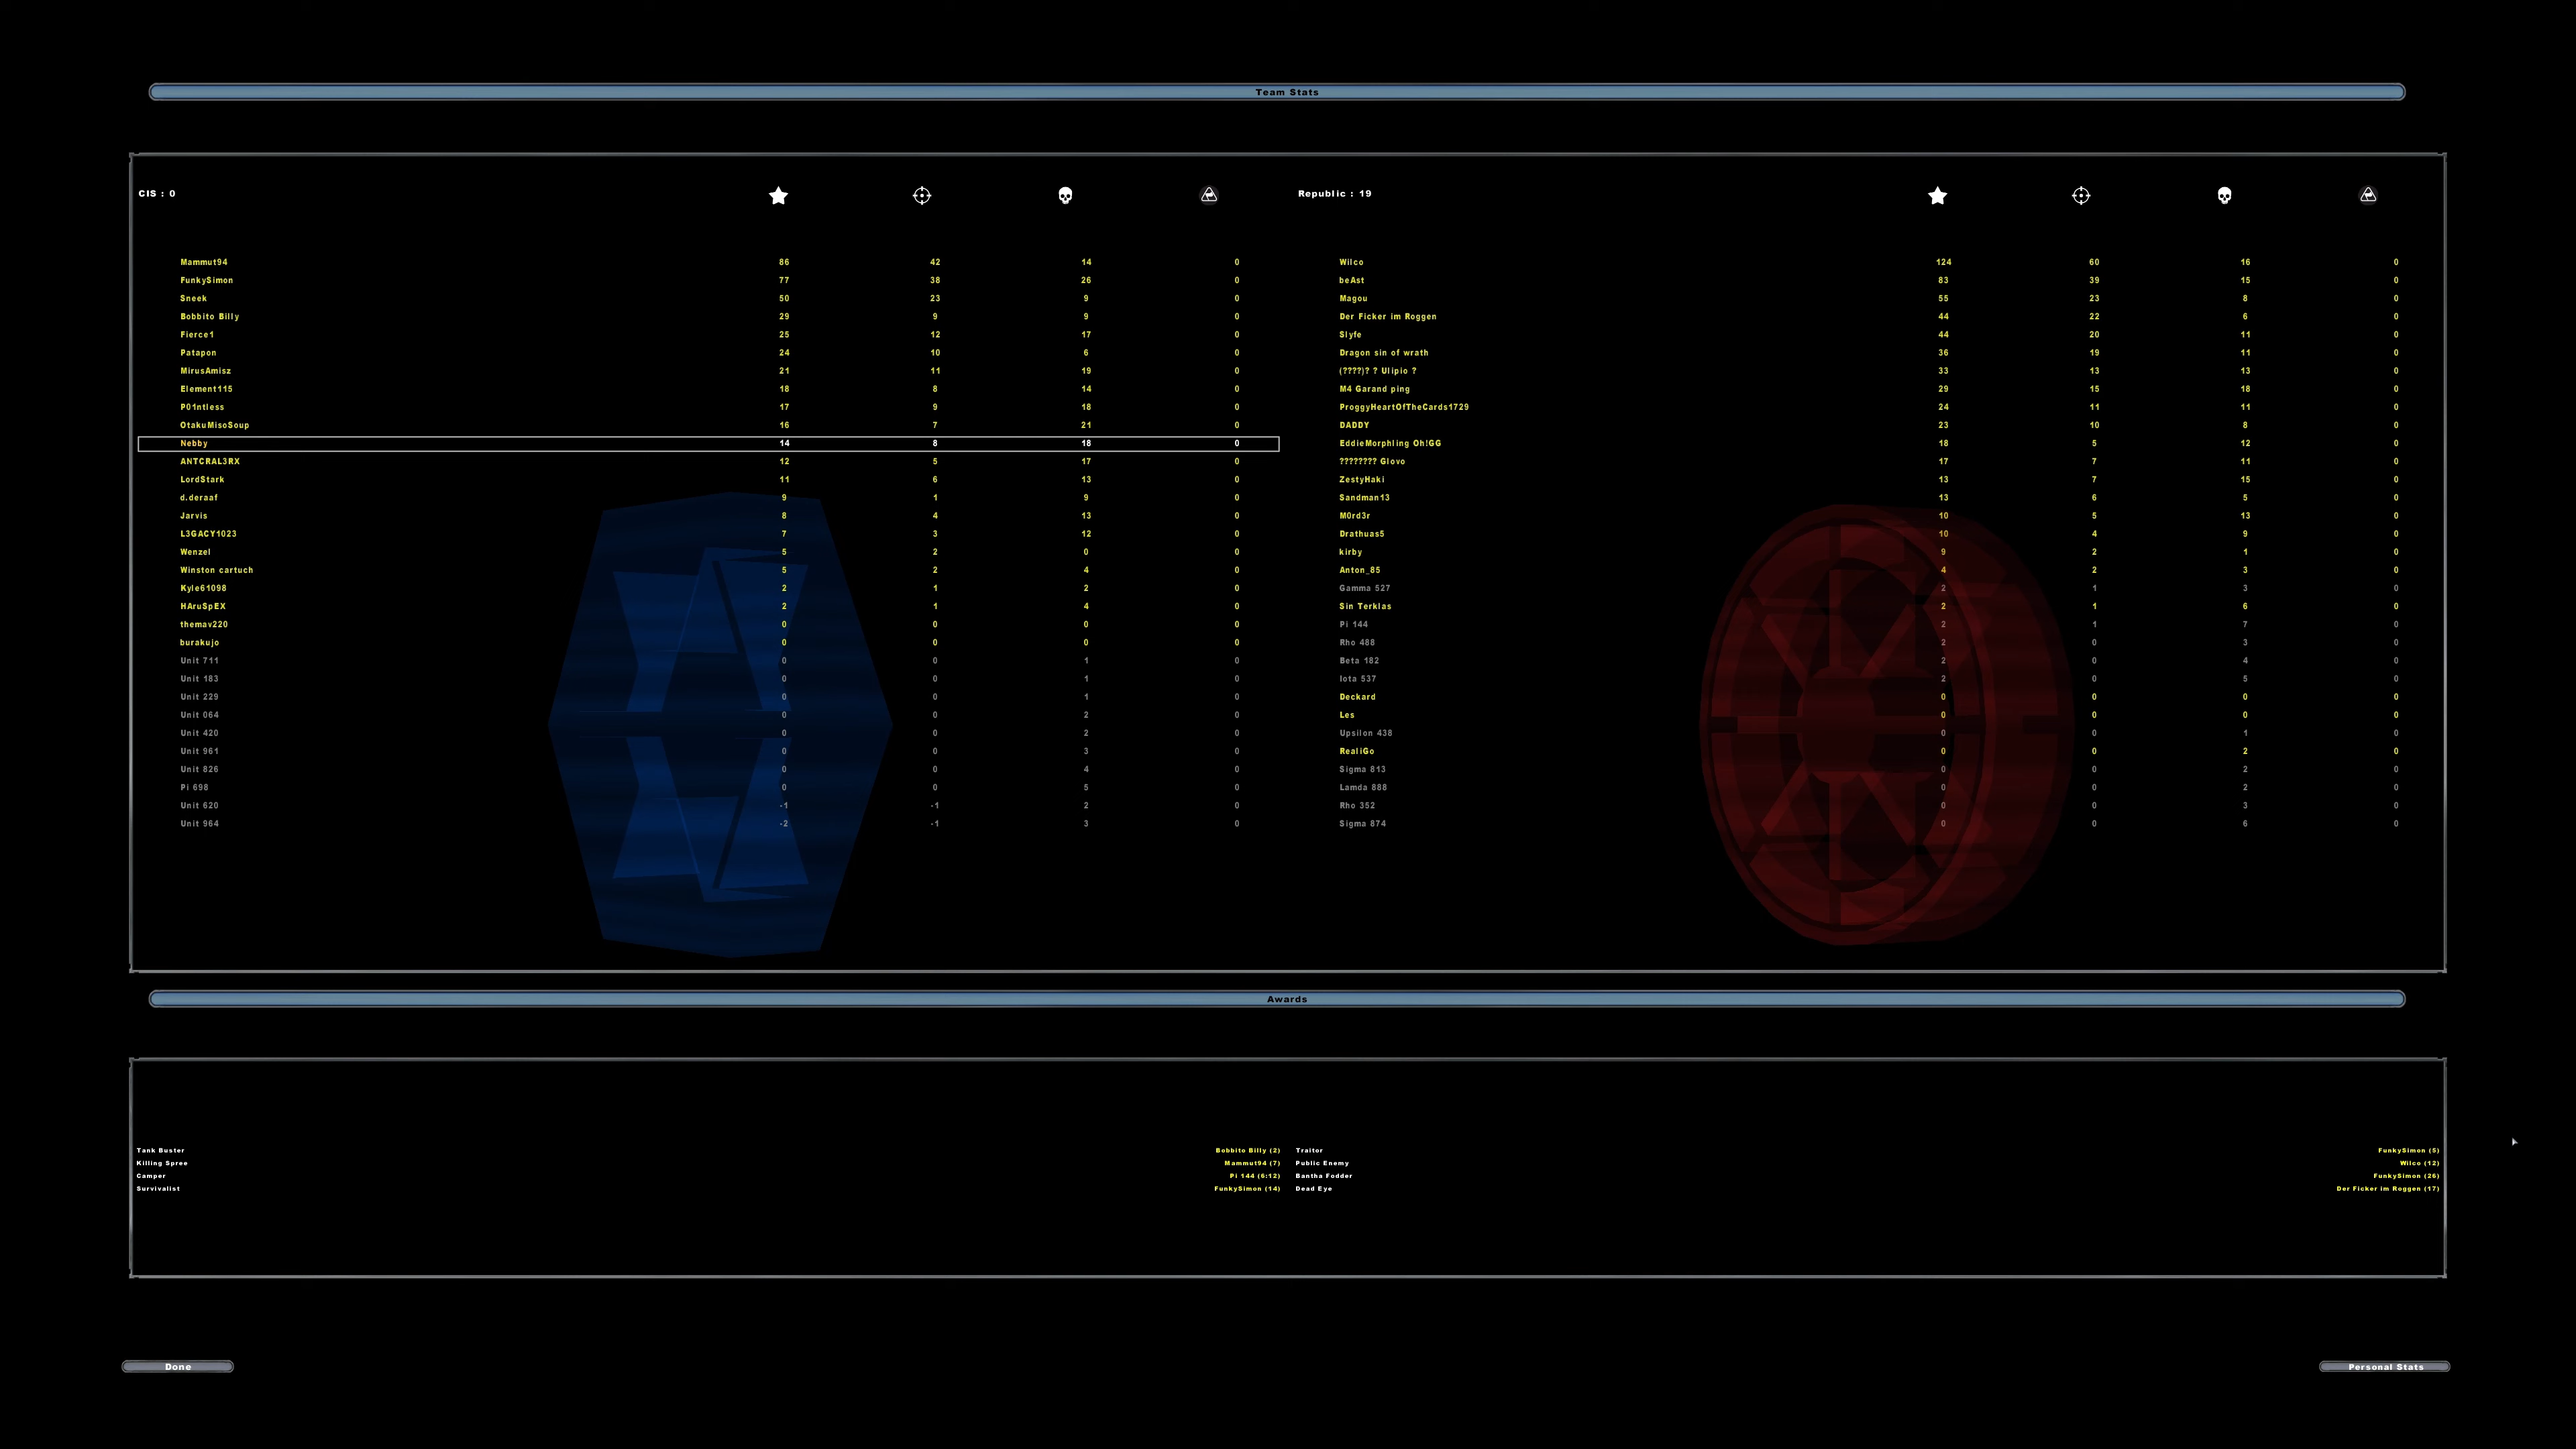 Team Stats
CIS : 0
Mammut94 86 42 14 0
FunkySimon 77 38 26 0
Sneek 50 23 9 0
Bobbito Billy 29 9 9 0
Fierce1 25 12 17 0
Patapon 24 10 6 0
MirusAmisz 21 11 19 0
Element115 18 8 14 0
P01ntless 17 9 18 0
OtakuMisoSoup 16 7 21 0
Nebby 14 8 18 0
ANTCRAL3RX 12 5 17 0
LordStark 11 6 13 0
d.deraaf 9 1 9 0
Jarvis 8 4 13 0
L3GACY1023 7 3 12 0
Wenzel 5 2 0 0
Winston cartuch 5 2 4 0
Kyle61098 2 1 2 0
HAruSpEX 2 1 4 0
themav220 0 0 0 0
burakujo 0 0 0 0
Unit 711 0 0 1 0
Unit 183 0 0 1 0
Unit 229 0 0 1 0
Unit 064 0 0 2 0
Unit 420 0 0 2 0
Unit 961 0 0 3 0
Unit 826 0 0 4 0
Pi 698 0 0 5 0
Unit 620 -1 -1 2 0
Unit 964 -2 -1 3 0
Republic : 19
Wilco 124 60 16 0
beAst 83 39 15 0
Magou 55 23 8 0
Der Ficker im Roggen 44 22 6 0
Slyfe 44 20 11 0
Dragon sin of wrath 36 19 11 0
(????)? ? Ulipio ? 33 13 13 0
M4 Garand ping 29 15 18 0
ProggyHeartOfTheCards1729 24 11 11 0
DADDY 23 10 8 0
EddieMorphling Oh!GG 18 5 12 0
???????? Glovo 17 7 11 0
ZestyHaki 13 7 15 0
Sandman13 13 6 5 0
M0rd3r 10 5 13 0
Drathuas5 10 4 9 0
kirby 9 2 1 0
Anton_85 4 2 3 0
Gamma 527 2 1 3 0
Sin Terklas 2 1 6 0
Pi 144 2 1 7 0
Rho 488 2 0 3 0
Beta 182 2 0 4 0
Iota 537 2 0 5 0
Deckard 0 0 0 0
Les 0 0 0 0
Upsilon 438 0 0 1 0
RealiGo 0 0 2 0
Sigma 813 0 0 2 0
Lamda 888 0 0 2 0
Rho 352 0 0 3 0
Sigma 874 0 0 6 0
Awards
Tank Buster Bobbito Billy (2)
Killing Spree Mammut94 (7)
Camper Pi 144 (6:12)
Survivalist FunkySimon (14)
Traitor FunkySimon (5)
Public Enemy Wilco (12)
Bantha Fodder FunkySimon (26)
Dead Eye Der Ficker im Roggen (17)
Done
Personal Stats